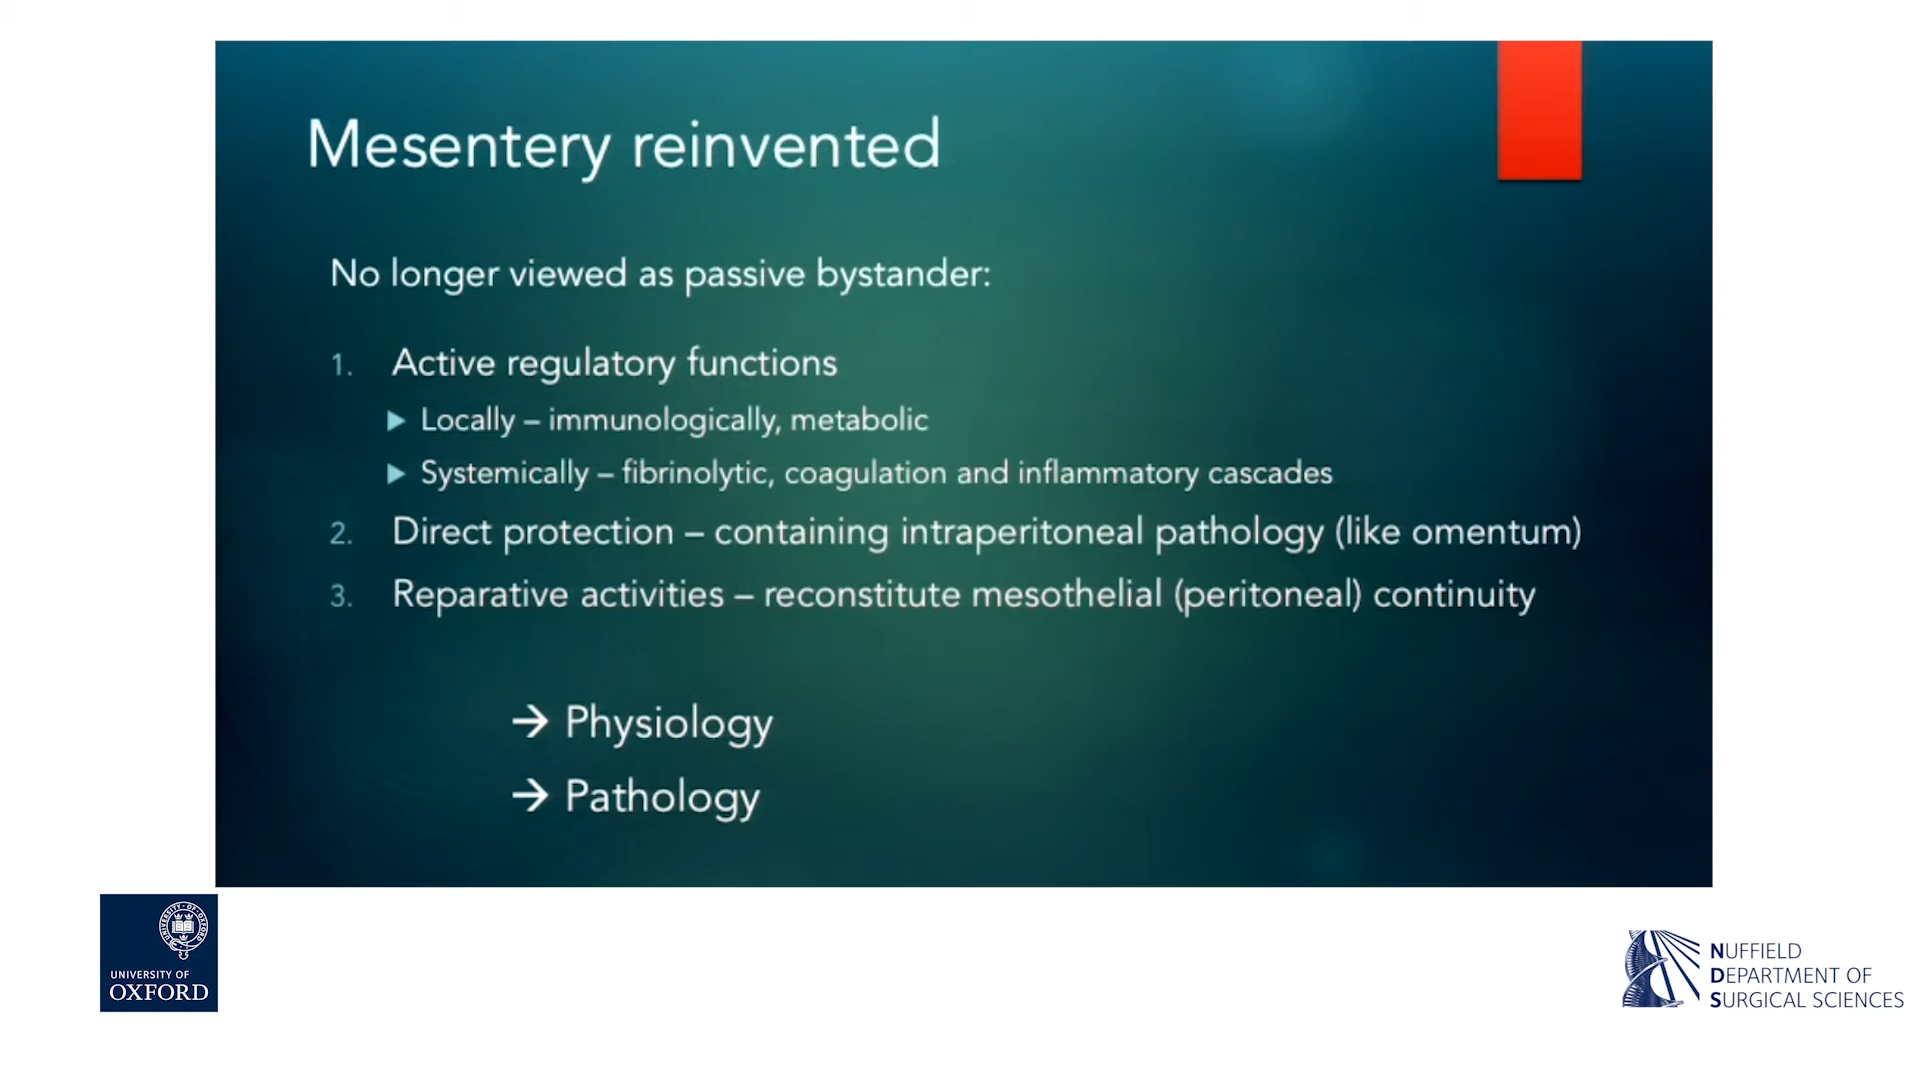 Mesentery reinvented
No longer viewed as passive bystander:
1. Active regulatory functions
▶ Locally – immunologically, metabolic
▶ Systemically – fibrinolytic, coagulation and inflammatory cascades
2. Direct protection – containing intraperitoneal pathology (like omentum)
3. Reparative activities – reconstitute mesothelial (peritoneal) continuity
→ Physiology
→ Pathology
UNIVERSITY OF
OXFORD
NUFFIELD
DEPARTMENT OF
SURGICAL SCIENCES